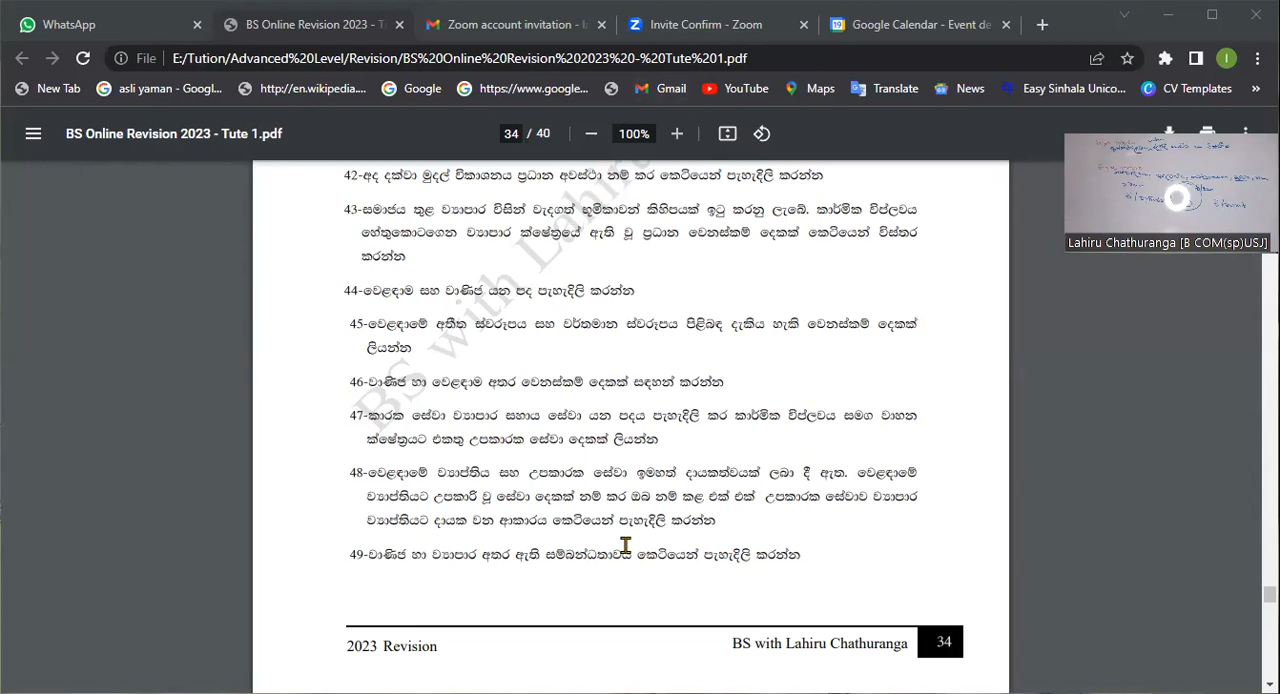 WhatsApp
BS Online Revision 2023 - Ti
Zoom account invitation - l
Invite Confirm - Zoom
Google Calendar - Event de
File
E:/Tution/Advanced%20Level/Revision/BS%20Online%20Revision%202023%20-%20Tute%201.pdf
New Tab
asli yaman - Googl...
http://en.wikipedia....
Google
https://www.google...
Gmail
YouTube
Maps
Translate
News
Easy Sinhala Unico...
CV Templates
BS Online Revision 2023 - Tute 1.pdf
34 / 40
100%
Lahiru Chathuranga [B COM(sp)USJ]
42-අද දක්වා මුදල් විකාශනය ප්‍රධාන අවස්ථා නම් කර කෙටියෙන් පැහැදිලි කරන්න
43-සමාජය තුළ ව්‍යාපාර විසින් වැදගත් භූමිකාවන් කිහිපයක් ඉටු කරනු ලැබේ. කාර්මික විප්ලවය
හේතුකොටගෙන ව්‍යාපාර ක්ෂේත්‍රයේ ඇති වූ ප්‍රධාන වෙනස්කම් දෙකක් කෙටියෙන් විස්තර
කරන්න
44-වෙළඳාම සහ වාණිජ යන පද පැහැදිලි කරන්න
45-වෙළඳාමේ අතීත ස්වරූපය සහ වර්තමාන ස්වරූපය පිළිබඳ දැකිය හැකි වෙනස්කම් දෙකක්
ලියන්න
46-වාණිජ හා වෙළඳාම අතර වෙනස්කම් දෙකක් සඳහන් කරන්න
47-කාරක සේවා ව්‍යාපාර සහාය සේවා යන පදය පැහැදිලි කර කාර්මික විප්ලවය සමග වාහන
ක්ෂේත්‍රයට එකතු උපකාරක සේවා දෙකක් ලියන්න
48-වෙළඳාමේ ව්‍යාප්තිය සහ උපකාරක සේවා ඉමහත් දායකත්වයක් ලබා දී ඇත. වෙළඳාමේ
ව්‍යාප්තියට උපකාරී වූ සේවා දෙකක් නම් කර ඔබ නම් කළ එක් එක් උපකාරක සේවාව ව්‍යාපාර
ව්‍යාප්තියට දායක වන ආකාරය කෙටියෙන් පැහැදිලි කරන්න
49-වාණිජ හා ව්‍යාපාර අතර ඇති සම්බන්ධතාවය කෙටියෙන් පැහැදිලි කරන්න
BS with Lahiru
2023 Revision
BS with Lahiru Chathuranga
34